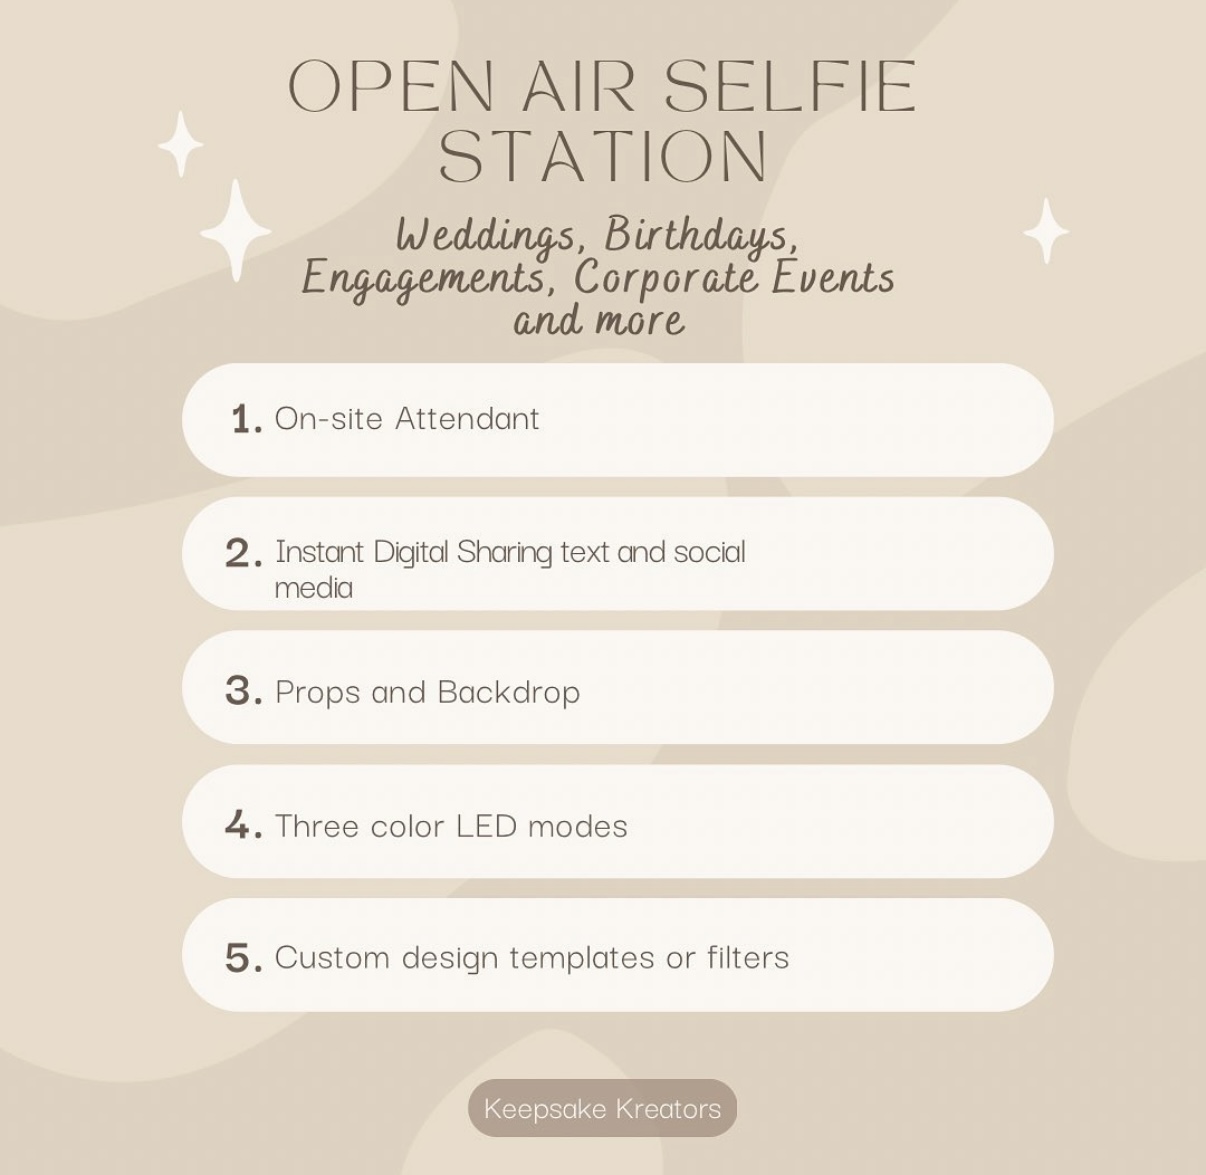 OPEN AIR SELFIE
STATION
Weddings, Birthdays,
Engagements, Corporate Events
and more
1. On-site Attendant
2. Instant Digital Sharing text and social
media
3. Props and Backdrop
4. Three color LED modes
5. Custom design templates or filters
Keepsake Kreators